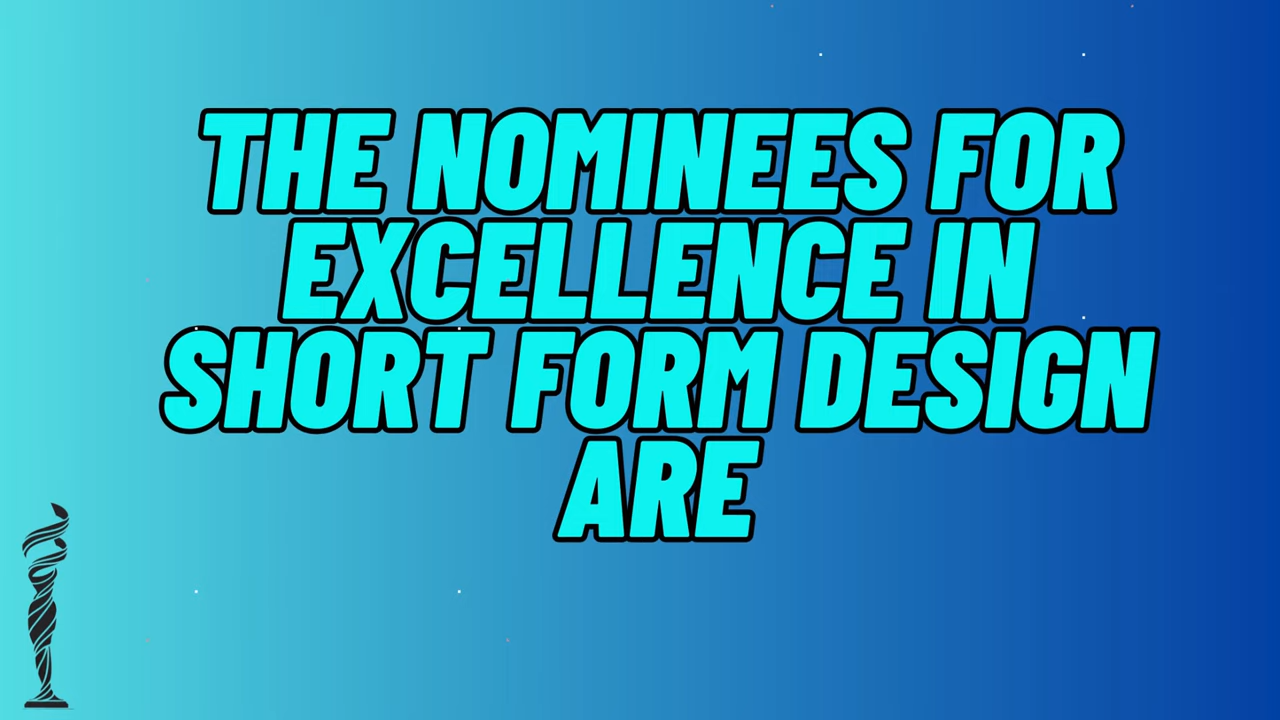 THE NOMINEES FOR
EXCELLENCE IN
SHORT FORM DESIGN
ARE